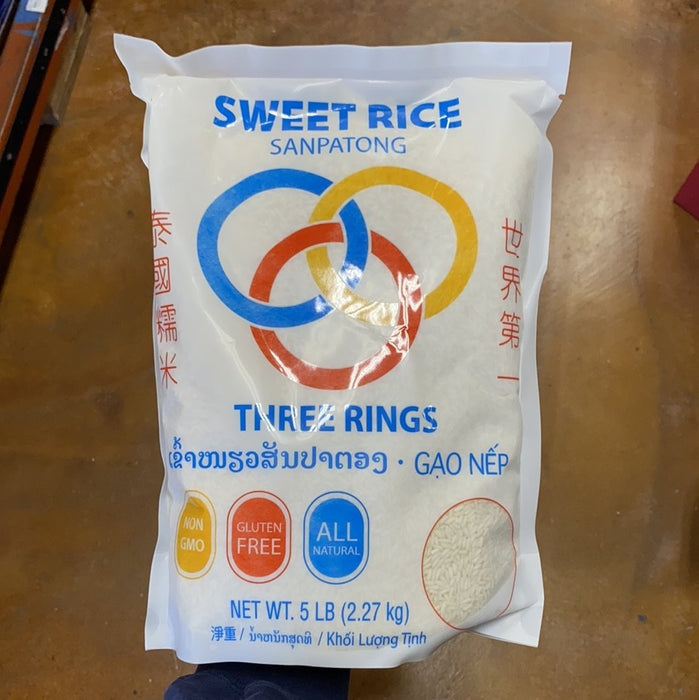 SWEET RICE
SANPATONG
泰國糯米
世界第一
THREE RINGS
ເຂົ້າໜຽວສັນປາຕອງ · GẠO NẾP
NON GMO
GLUTEN FREE
ALL NATURAL
NET WT. 5 LB (2.27 kg)
淨重 / ນ້ຳຫນັກສຸດທິ / Khối Lượng Tịnh